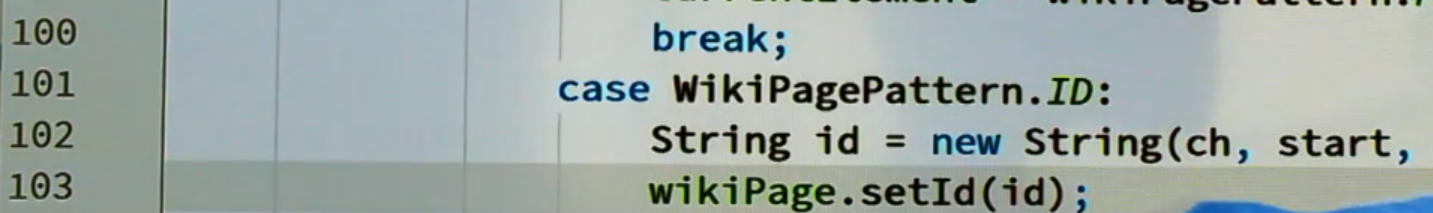 100 break;
101 case WikiPagePattern.ID:
102 String id = new String(ch, start,
103 wikiPage.setId(id);